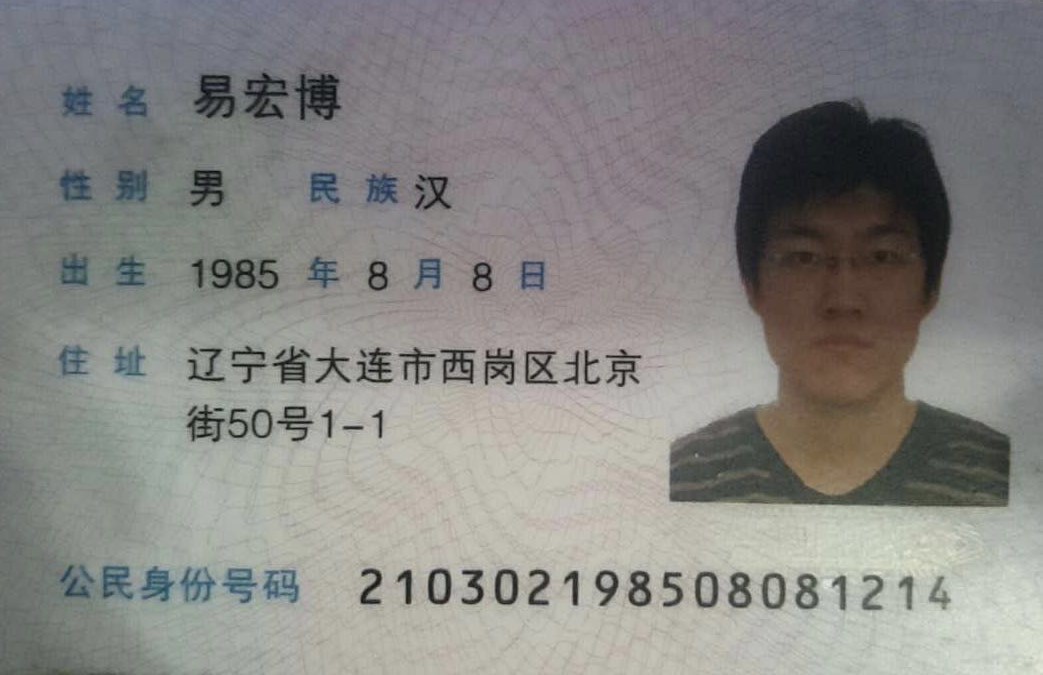 姓名 易宏博
性别 男 民族 汉
出生 1985 年 8 月 8 日
住址 辽宁省大连市西岗区北京
街50号1-1
公民身份号码 210302198508081214